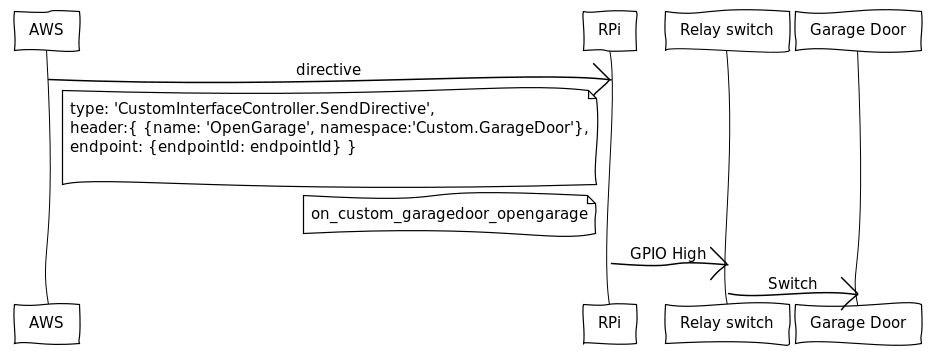 AWS
RPi
Relay switch
Garage Door
directive
type: 'CustomInterfaceController.SendDirective',
header:{ {name: 'OpenGarage', namespace:'Custom.GarageDoor'},
endpoint: {endpointId: endpointId} }
on_custom_garagedoor_opengarage
GPIO High
Switch
AWS
RPi
Relay switch
Garage Door